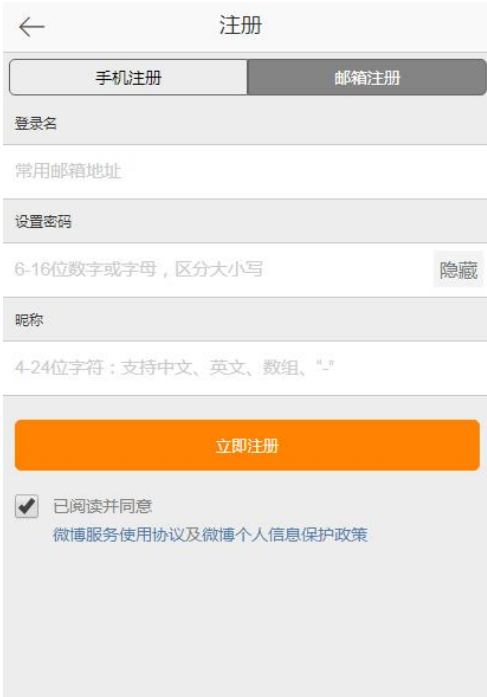 注册
手机注册 邮箱注册
登录名
常用邮箱地址
设置密码
6-16位数字或字母，区分大小写 隐藏
昵称
4-24位字符：支持中文、英文、数组、"-"
立即注册
已阅读并同意
微博服务使用协议及微博个人信息保护政策